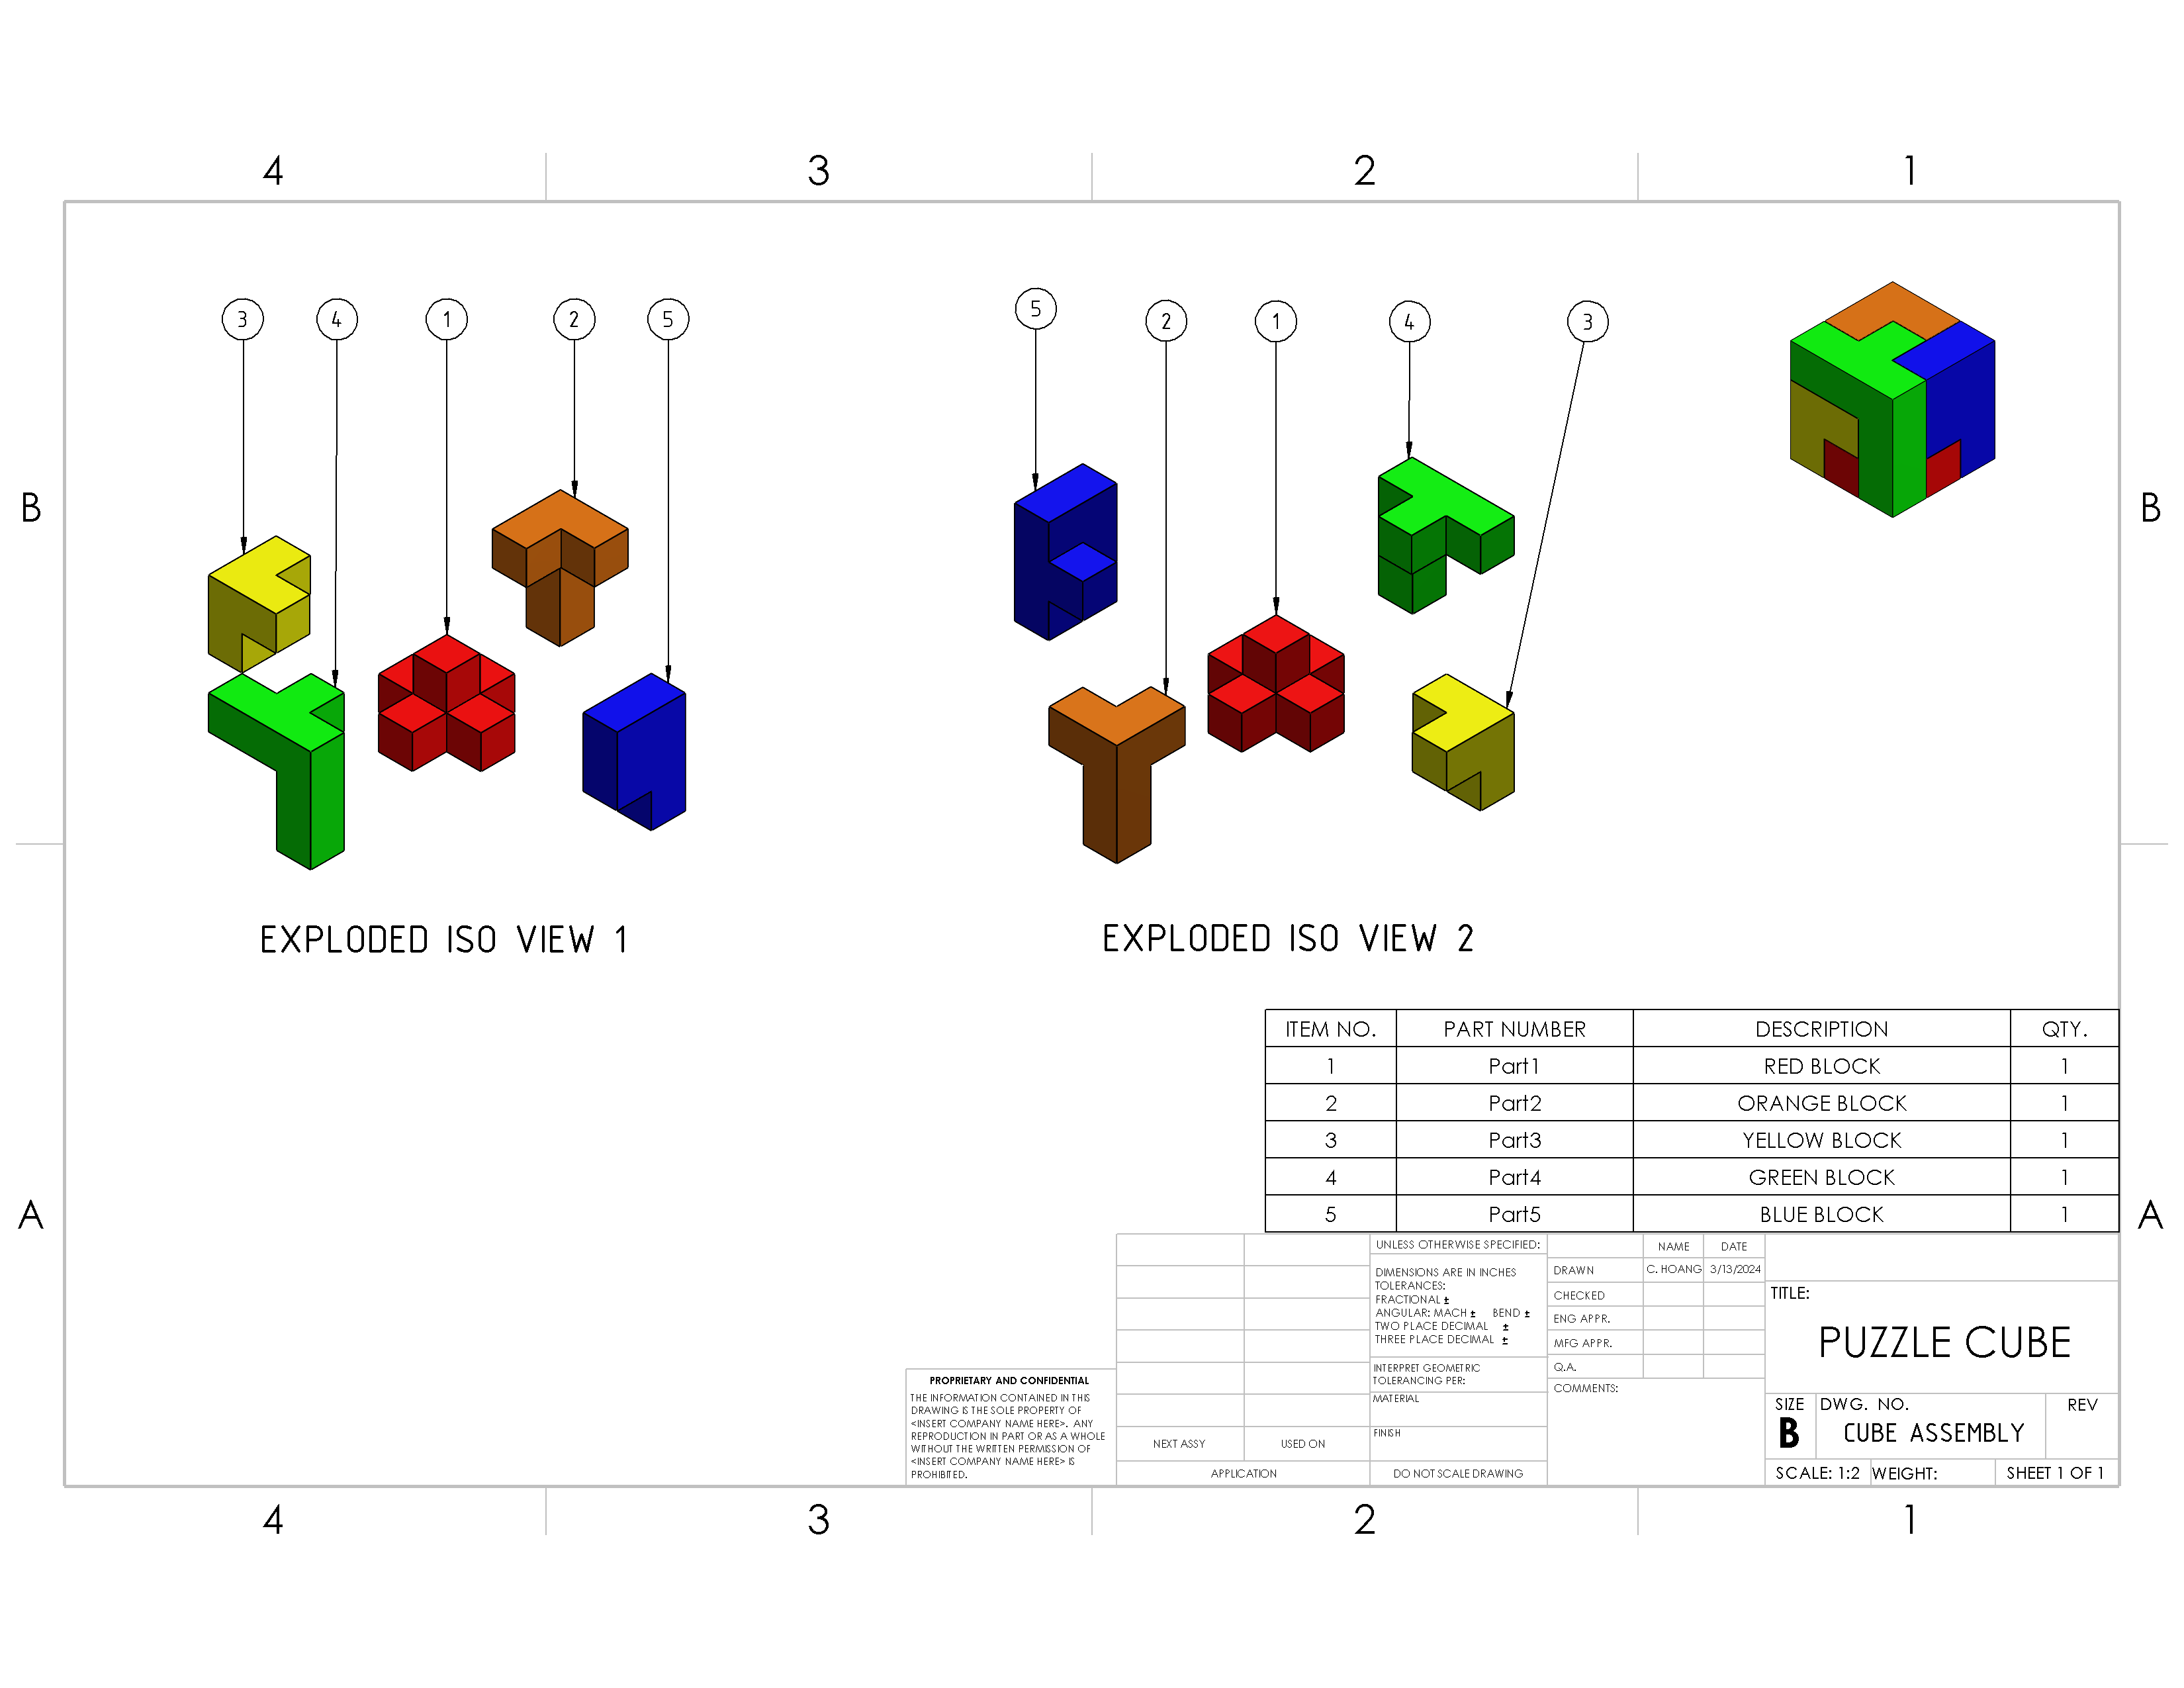 4 3 2 1
B B
3 4 1 2 5
5 2 1 4 3
EXPLODED ISO VIEW 1
EXPLODED ISO VIEW 2
ITEM NO. PART NUMBER DESCRIPTION QTY.
1 Part1 RED BLOCK 1
2 Part2 ORANGE BLOCK 1
3 Part3 YELLOW BLOCK 1
4 Part4 GREEN BLOCK 1
5 Part5 BLUE BLOCK 1
A A
PROPRIETARY AND CONFIDENTIAL
THE INFORMATION CONTAINED IN THIS
DRAWING IS THE SOLE PROPERTY OF
<INSERT COMPANY NAME HERE>. ANY
REPRODUCTION IN PART OR AS A WHOLE
WITHOUT THE WRITTEN PERMISSION OF
<INSERT COMPANY NAME HERE> IS
PROHIBITED.
NEXT ASSY USED ON
APPLICATION
UNLESS OTHERWISE SPECIFIED:
DIMENSIONS ARE IN INCHES
TOLERANCES:
FRACTIONAL ±
ANGULAR: MACH ± BEND ±
TWO PLACE DECIMAL ±
THREE PLACE DECIMAL ±
INTERPRET GEOMETRIC
TOLERANCING PER:
MATERIAL
FINISH
DO NOT SCALE DRAWING
NAME DATE
DRAWN C. HOANG 3/13/2024
CHECKED
ENG APPR.
MFG APPR.
Q.A.
COMMENTS:
TITLE:
PUZZLE CUBE
SIZE DWG. NO. REV
B CUBE ASSEMBLY
SCALE: 1:2 WEIGHT: SHEET 1 OF 1
4 3 2 1